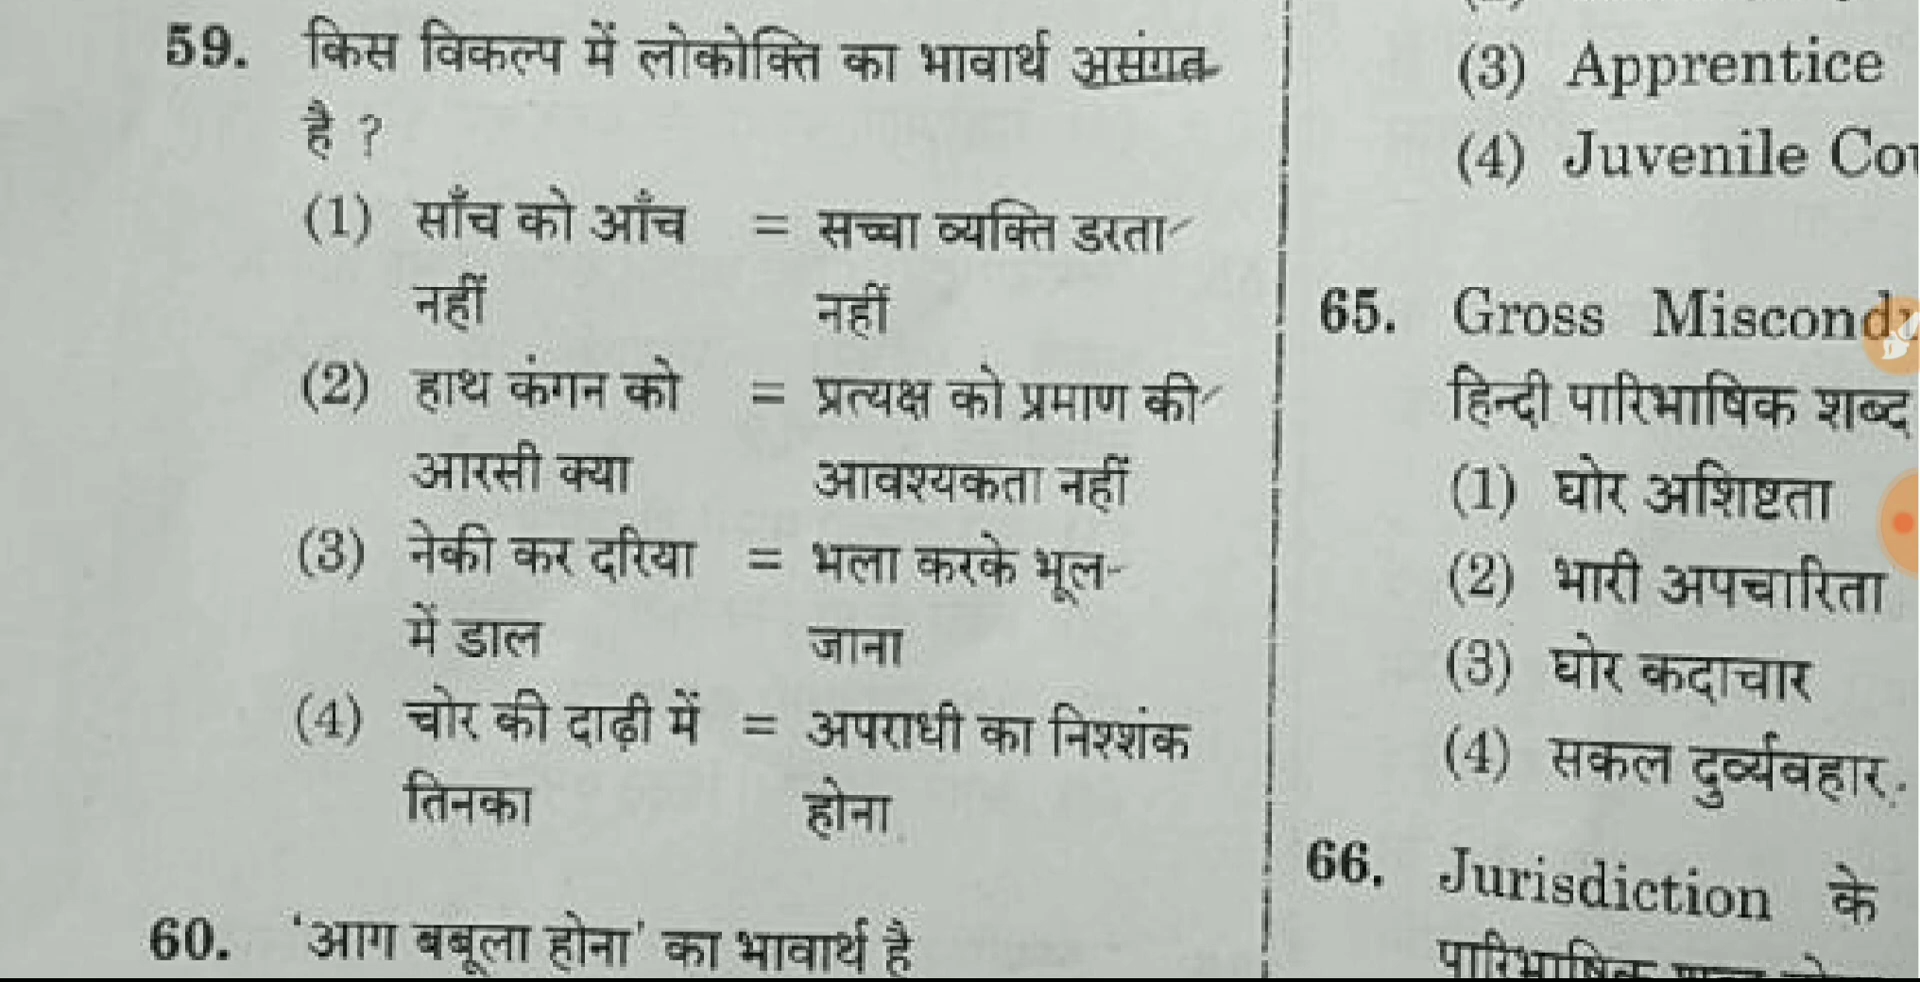 59. किस विकल्प में लोकोक्ति का भावार्थ असंगत
है ?
(1) साँच को आँच = सच्चा व्यक्ति डरता
नहीं नहीं
(2) हाथ कंगन को = प्रत्यक्ष को प्रमाण की
आरसी क्या आवश्यकता नहीं
(3) नेकी कर दरिया = भला करके भूल
में डाल जाना
(4) चोर की दाढ़ी में = अपराधी का निश्शंक
तिनका होना
60. 'आग बबूला होना' का भावार्थ है
(3) Apprentice
(4) Juvenile
65. Gross
हिन्दी पारिभाषिक शब्द
(1) घोर अशिष्टता
(2) भारी अपचारिता
(3) घोर कदाचार
(4) सकल दुर्व्यवहार
66. Jurisdiction के
पारिभाषिक